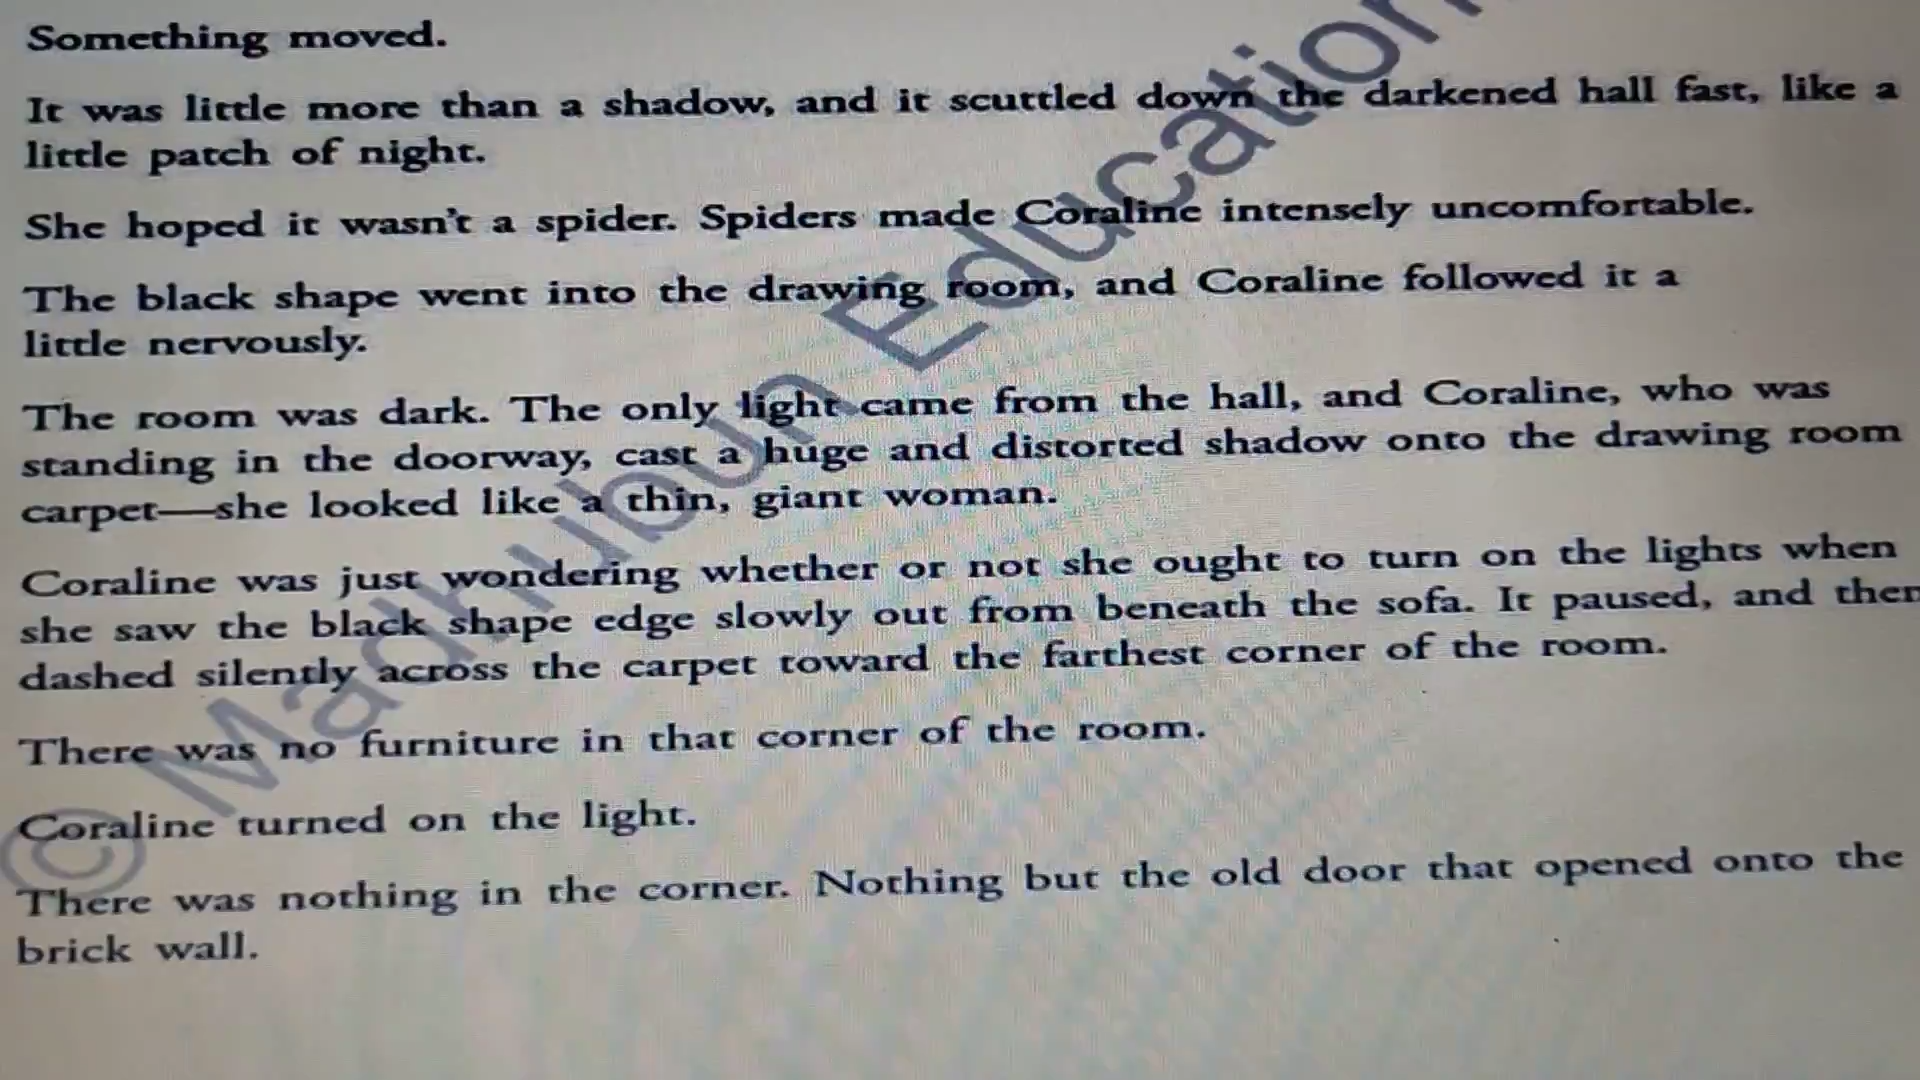 Something moved.
It was little more than a shadow, and it scuttled down the darkened hall fast, like a
little patch of night.
She hoped it wasn't a spider. Spiders made Coraline intensely uncomfortable.
The black shape went into the drawing room, and Coraline followed it a
little nervously.
The room was dark. The only light came from the hall, and Coraline, who was
standing in the doorway, cast a huge and distorted shadow onto the drawing room
carpet—she looked like a thin, giant woman.
Coraline was just wondering whether or not she ought to turn on the lights when
she saw the black shape edge slowly out from beneath the sofa. It paused, and then
dashed silently across the carpet toward the farthest corner of the room.
There was no furniture in that corner of the room.
Coraline turned on the light.
There was nothing in the corner. Nothing but the old door that opened onto the
brick wall.
© Madhubun Education